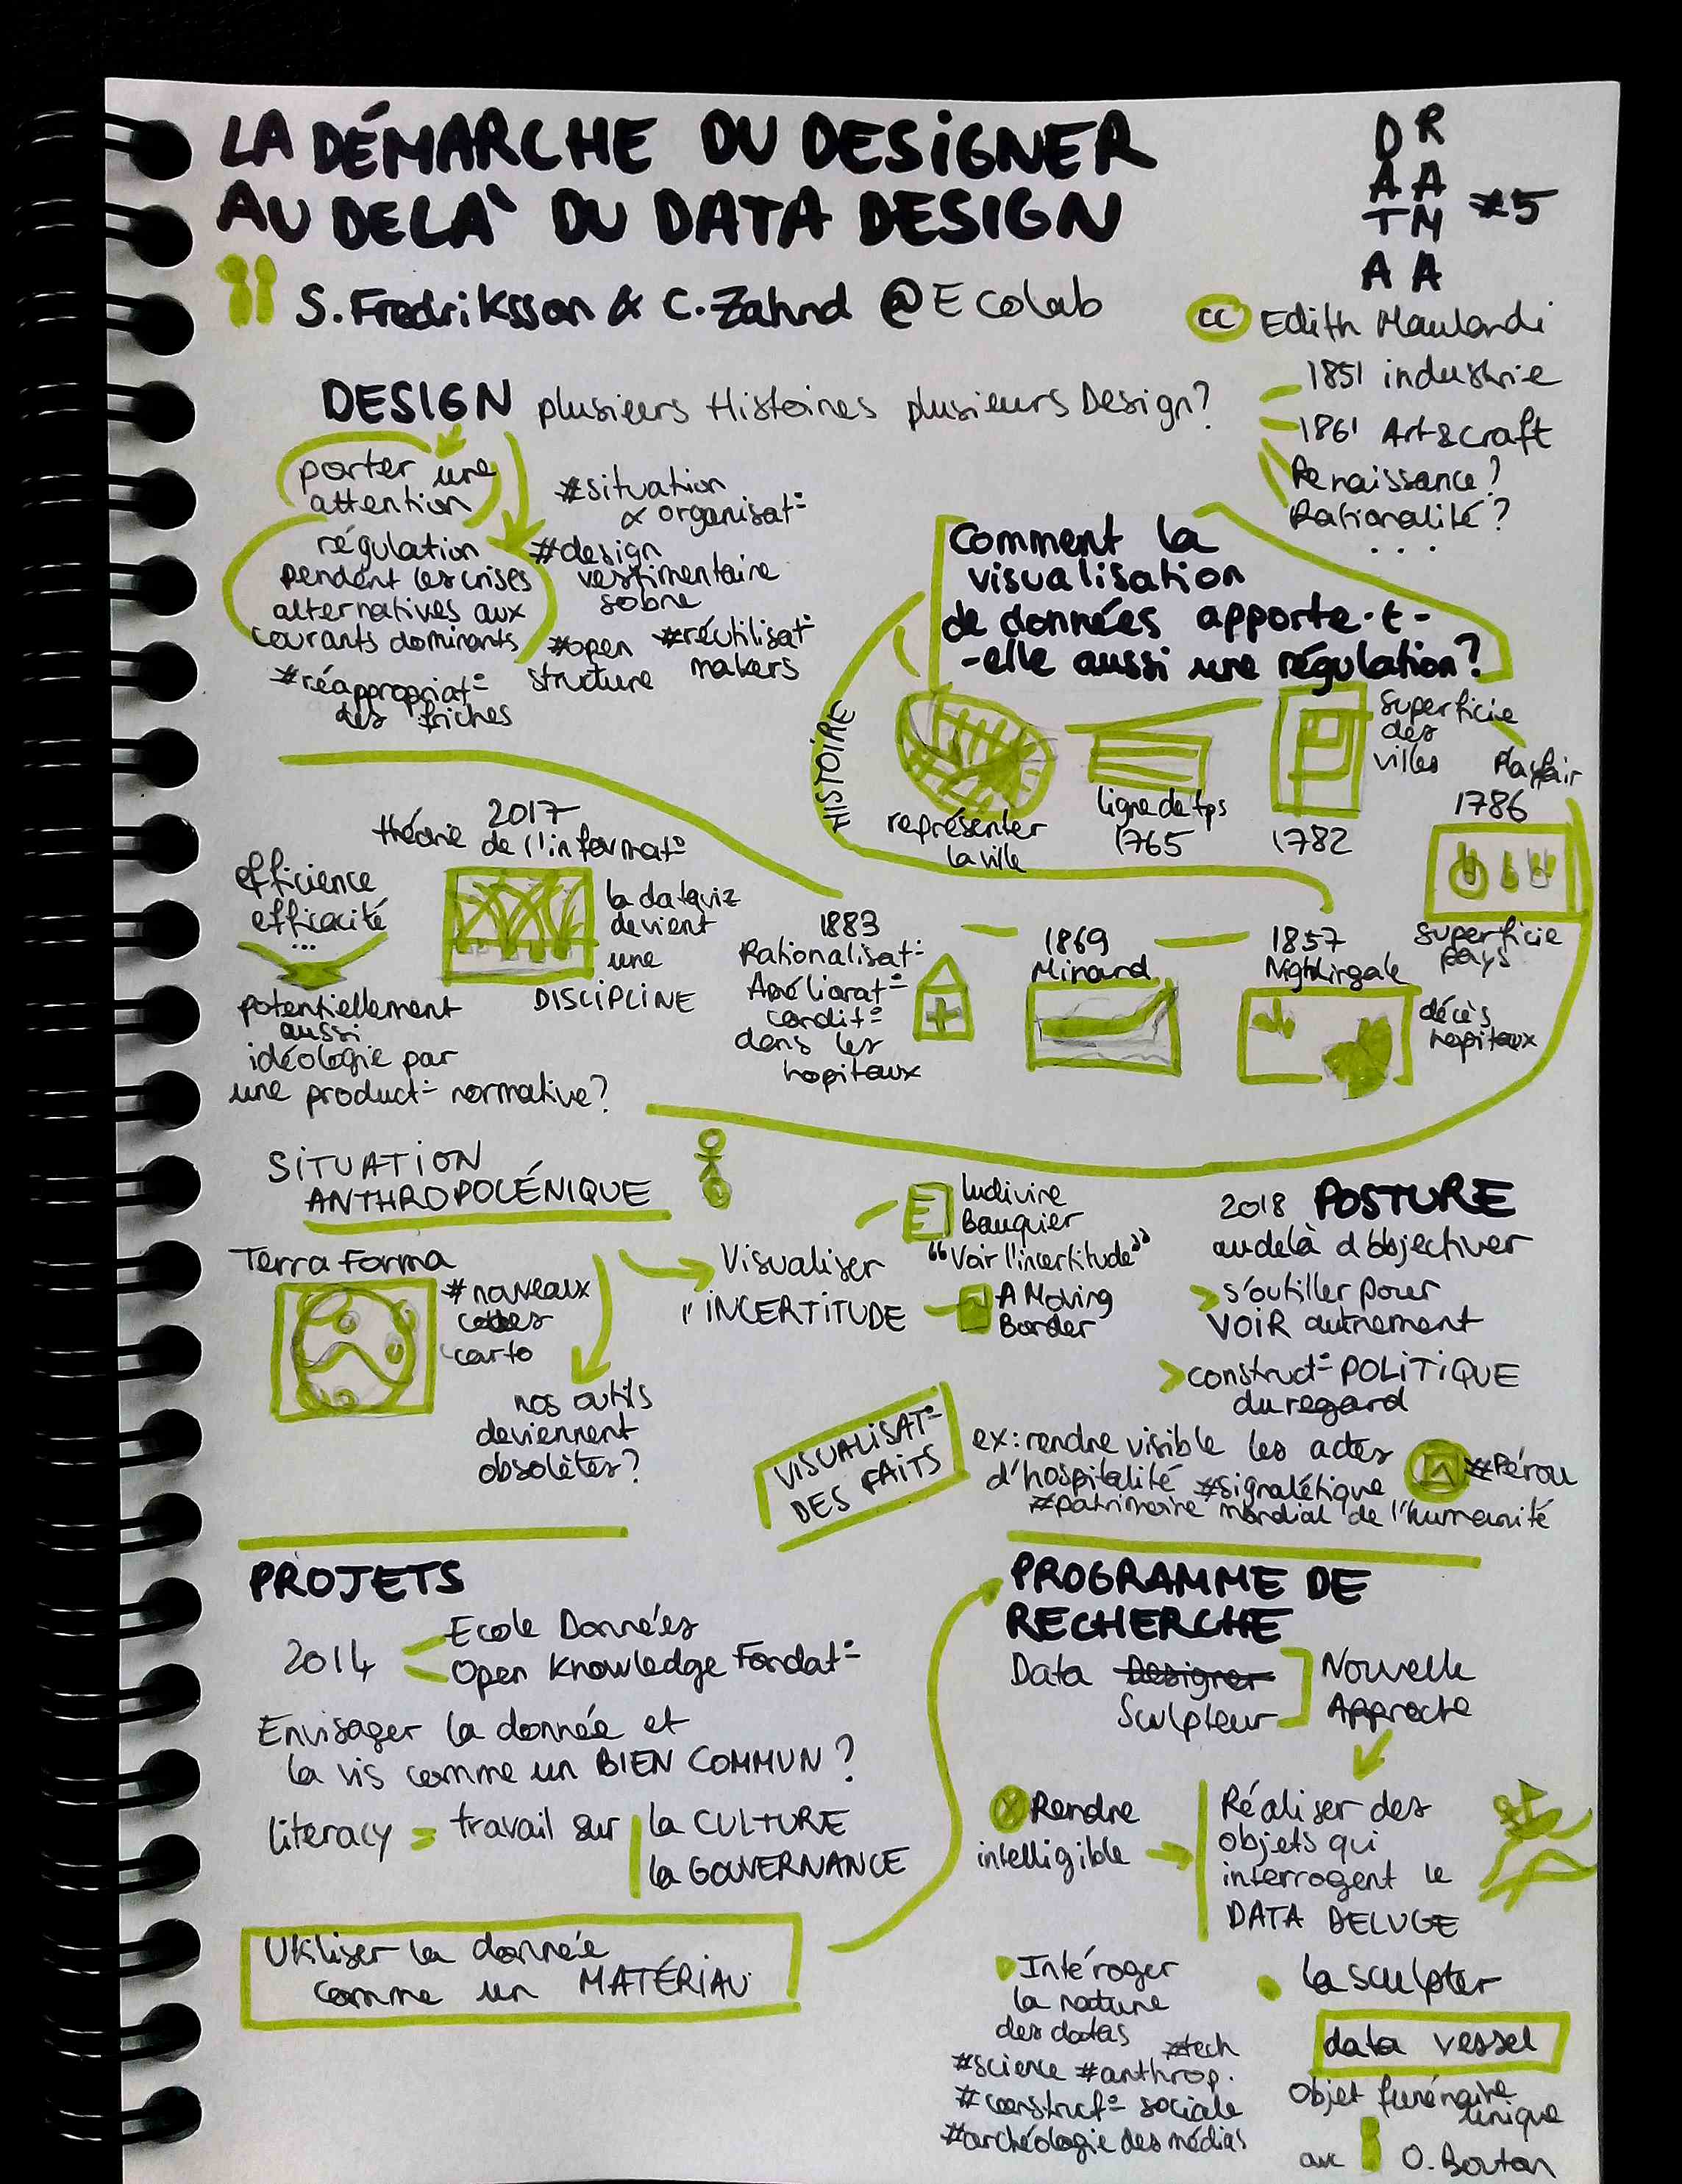 LA DÉMARCHE DU DESIGNER
AU DELÀ DU DATA DESIGN
S. Fredriksson & C. Zahnd @Ecolab
DATA DRAMA #5
CC Edith Maulandi
DESIGN plusieurs Histoires plusieurs Design?
1851 industrie
1861 Art&craft
Renaissance?
Rationalité?
...
porter une
attention
régulation
pendant les crises
alternatives aux
courants dominants
#réappropriat°
des friches
#situation
& organisat°
#design
vestimentaire
sobre
#open
structure
#réutilisat°
makers
Comment la
visualisation
de données apporte-t-
-elle aussi une régulation?
HISTOIRE
représenter
la ville
ligne de tps
1765
superficie
des
villes
1782
Playfair
1786
superficie
pays
1857
Nightingale
décès
hopitaux
1869
Minard
1883
Rationalisat°
Améliorat°
condit°
dans les
hopitaux
2017
théorie de l'informat°
la dataviz
devient
une
DISCIPLINE
efficience
efficacité
...
potentiellement
aussi
idéologie par
une product° normative?
SITUATION
ANTHROPOCÉNIQUE
Terra Forma
#nouveaux
codes
carto
nos outils
deviennent
obsolètes?
Visualiser
l'INCERTITUDE
Ludivine
Bauquier
"Voir l'incertitude"
A Moving
Border
2018 POSTURE
au delà d'objectiver
> s'outiller pour
VOIR autrement
> construct° POLITIQUE
du regard
VISUALISAT°
DES FAITS
ex: rendre visible les actes
d'hospitalité #signalétique #Pérou
#patrimoine mondial de l'humanité
PROJETS
2014
Ecole Données
Open Knowledge Fondat°
Envisager la donnée et
la vis comme un BIEN COMMUN?
literacy = travail sur
la CULTURE
la GOUVERNANCE
Utiliser la donnée
comme un MATÉRIAU
PROGRAMME DE
RECHERCHE
Data Designer
Sculpteur
Nouvelle
Approche
Rendre
intelligible
Réaliser des
objets qui
interrogent le
DATA DELUGE
Intéroger
la nature
des datas
#tech
#science #anthrop.
#construct° sociale
#archéologie des médias
la sculpter
data vessel
Objet funéraire
unique
avec O. Bouton